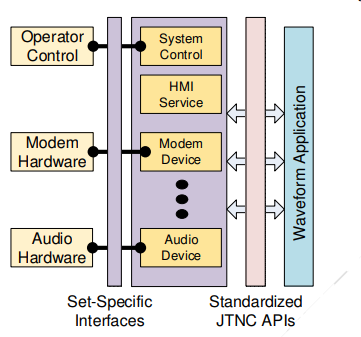 Operator
Control
System
Control
HMI
Service
Modem
Hardware
Modem
Device
Audio
Hardware
Audio
Device
Waveform Application
Set-Specific
Interfaces
Standardized
JTNC APIs